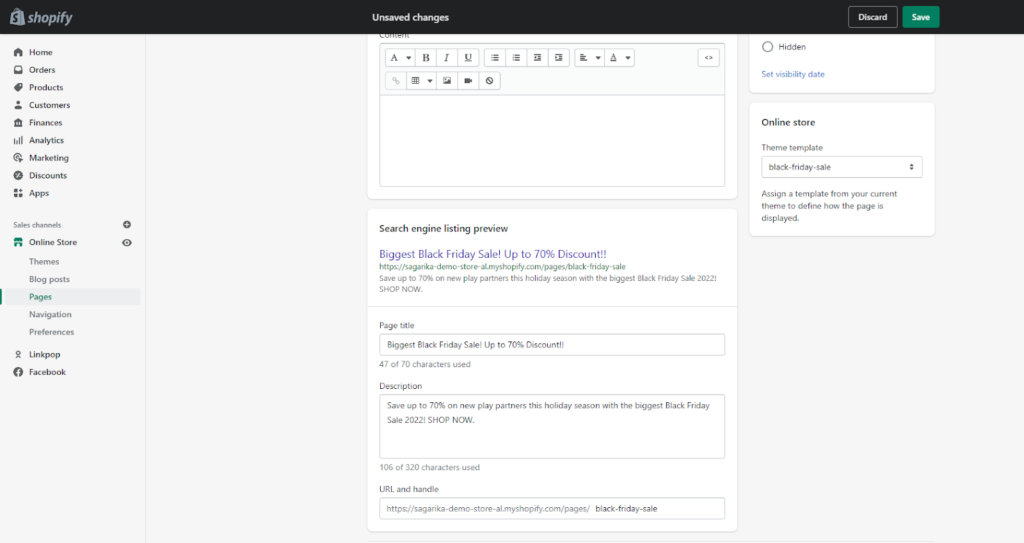 shopify
Unsaved changes
Discard
Save
Home
Orders
Products
Customers
Finances
Analytics
Marketing
Discounts
Apps
Sales channels
Online Store
Themes
Blog posts
Pages
Navigation
Preferences
Linkpop
Facebook
Content
A B I U A <>
Search engine listing preview
Biggest Black Friday Sale! Up to 70% Discount!!
https://sagarika-demo-store-al.myshopify.com/pages/black-friday-sale
Save up to 70% on new play partners this holiday season with the biggest Black Friday Sale 2022!
SHOP NOW.
Page title
Biggest Black Friday Sale! Up to 70% Discount!!
47 of 70 characters used
Description
Save up to 70% on new play partners this holiday season with the biggest Black Friday
Sale 2022! SHOP NOW.
106 of 320 characters used
URL and handle
https://sagarika-demo-store-al.myshopify.com/pages/ black-friday-sale
Hidden
Set visibility date
Online store
Theme template
black-friday-sale
Assign a template from your current
theme to define how the page is
displayed.